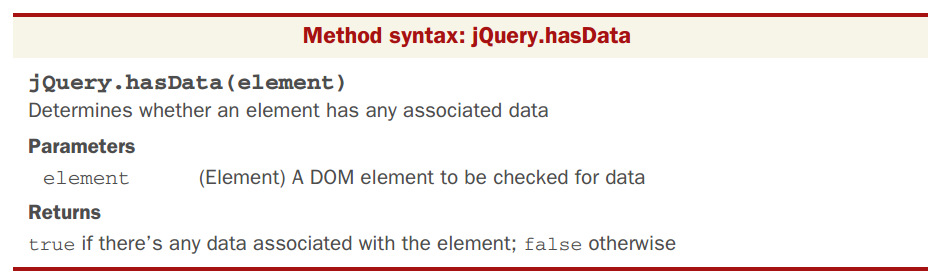 Method syntax: jQuery.hasData
jQuery.hasData(element)
Determines whether an element has any associated data
Parameters
element (Element) A DOM element to be checked for data
Returns
true if there’s any data associated with the element; false otherwise